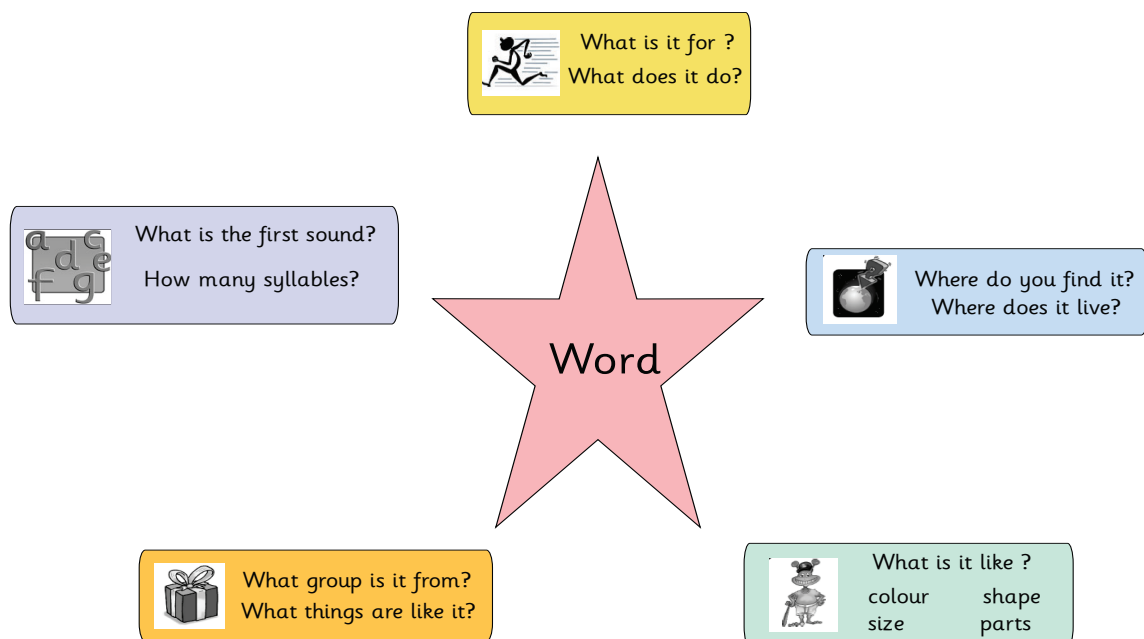 What is it for ?
What does it do?
What is the first sound?
How many syllables?
a c
d e
f g
Where do you find it?
Where does it live?
Word
What group is it from?
What things are like it?
What is it like ?
colour shape
size parts